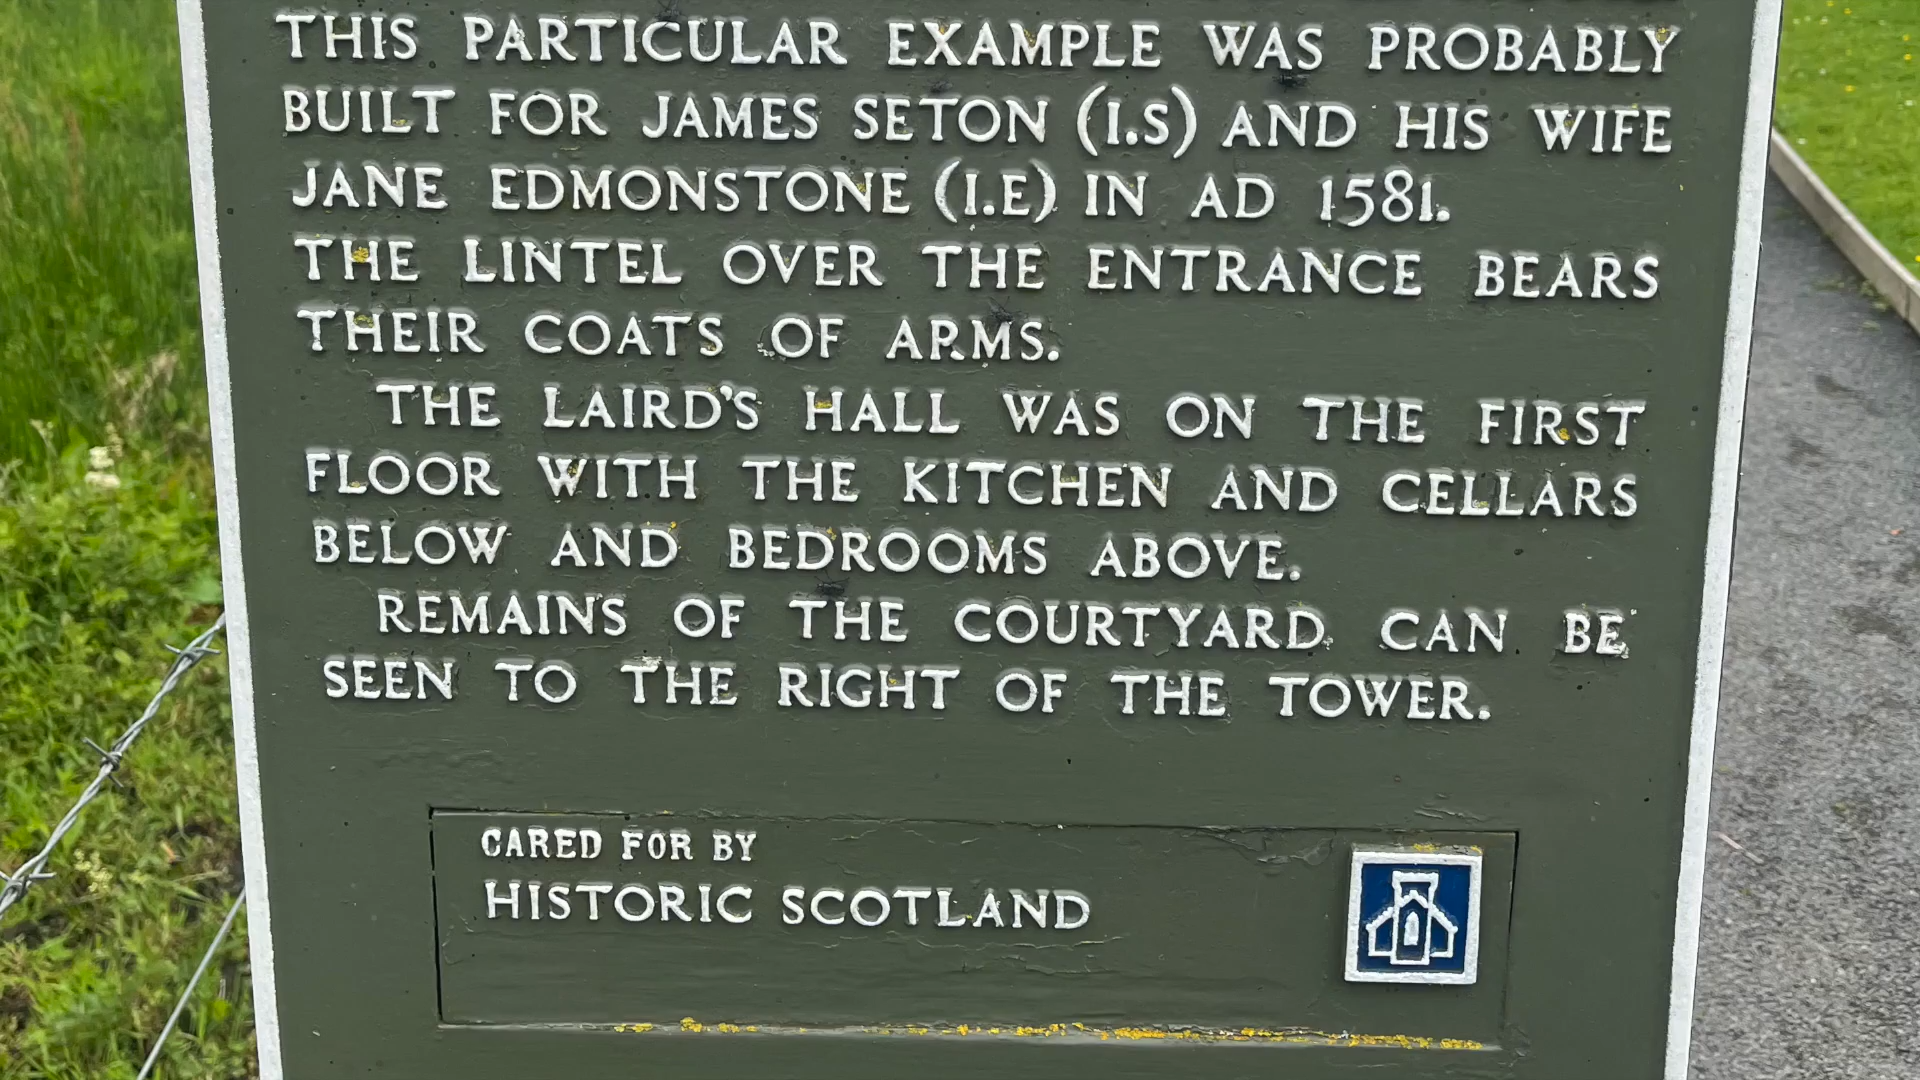 THIS PARTICULAR EXAMPLE WAS PROBABLY
BUILT FOR JAMES SETON (I.S) AND HIS WIFE
JANE EDMONSTONE (I.E) IN AD 1581.
THE LINTEL OVER THE ENTRANCE BEARS
THEIR COATS OF ARMS.
THE LAIRD'S HALL WAS ON THE FIRST
FLOOR WITH THE KITCHEN AND CELLARS
BELOW AND BEDROOMS ABOVE.
REMAINS OF THE COURTYARD CAN BE
SEEN TO THE RIGHT OF THE TOWER.
CARED FOR BY
HISTORIC SCOTLAND